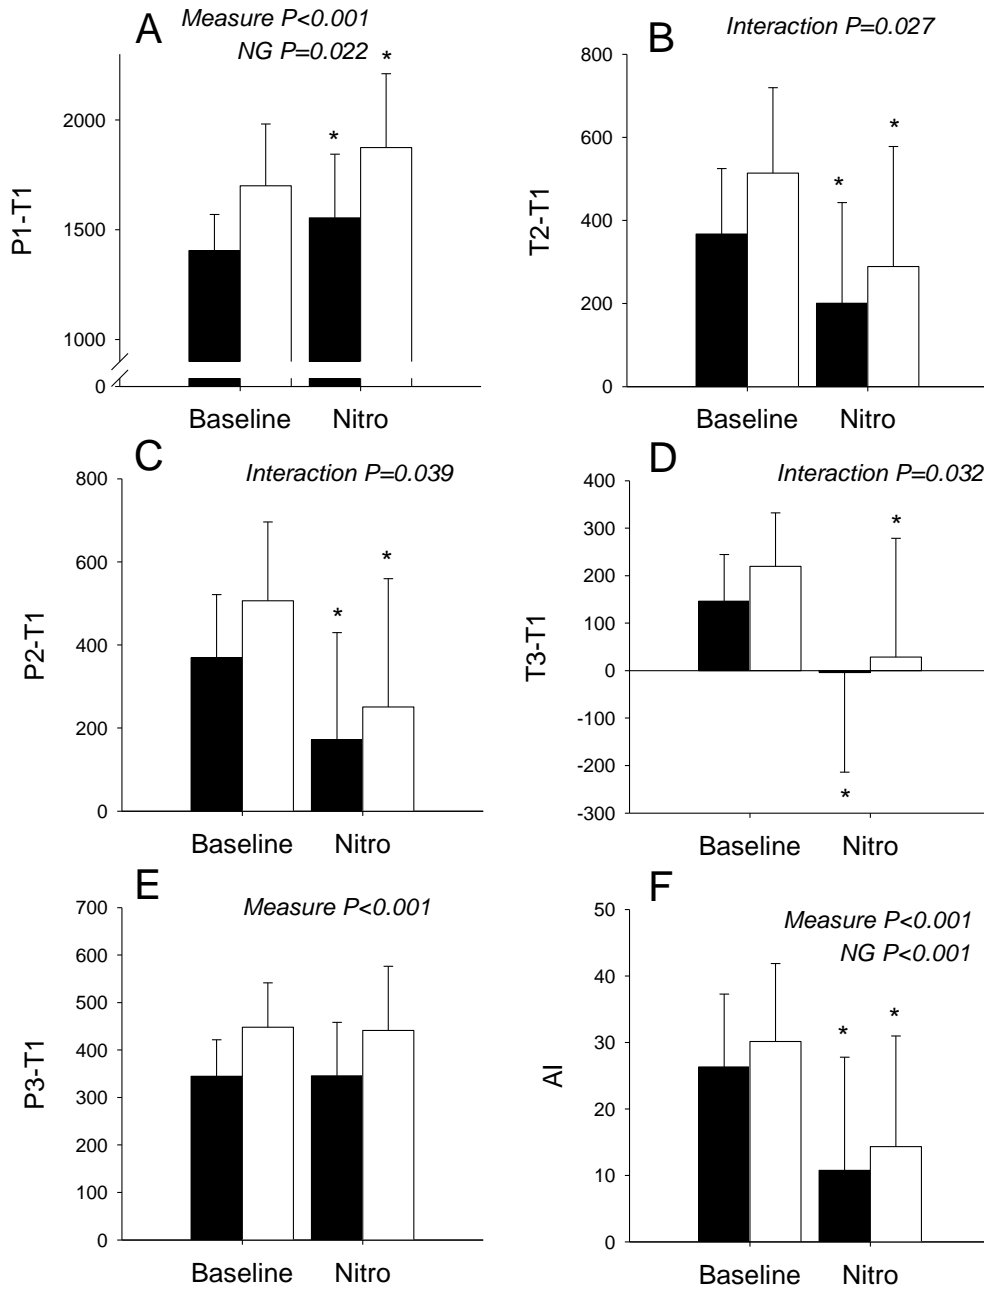 A
Measure P<0.001
NG P=0.022
P1-T1
2000
1500
1000
0
*
*
Baseline
Nitro
B
Interaction P=0.027
T2-T1
800
600
400
200
0
*
*
Baseline
Nitro
C
Interaction P=0.039
P2-T1
800
600
400
200
0
*
*
Baseline
Nitro
D
Interaction P=0.032
T3-T1
400
300
200
100
0
-100
-200
-300
*
*
Baseline
Nitro
E
Measure P<0.001
P3-T1
700
600
500
400
300
200
100
0
Baseline
Nitro
F
Measure P<0.001
NG P<0.001
AI
50
40
30
20
10
0
*
*
Baseline
Nitro